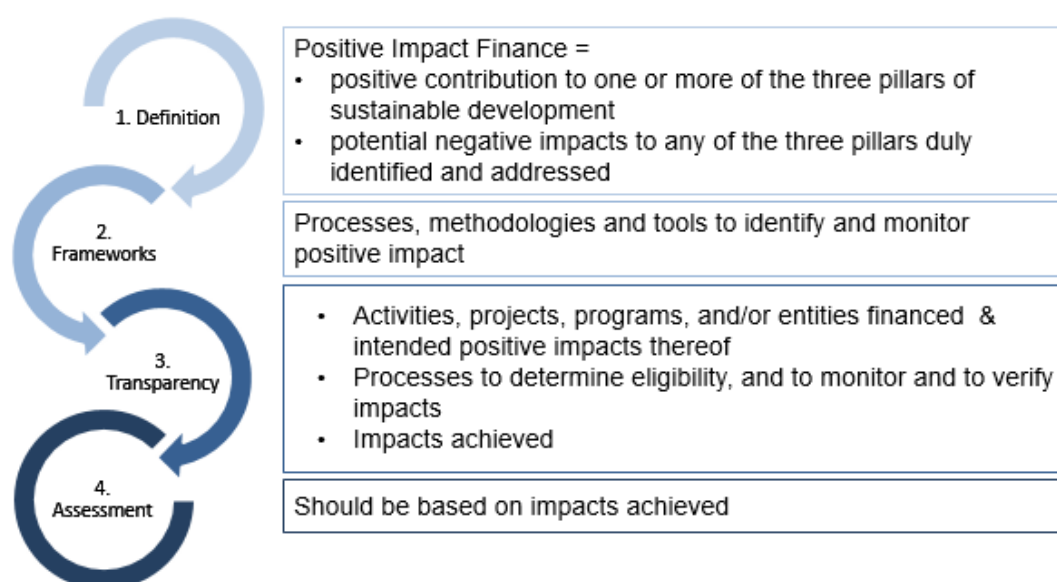 1. Definition
Positive Impact Finance =
• positive contribution to one or more of the three pillars of
sustainable development
• potential negative impacts to any of the three pillars duly
identified and addressed
2.
Frameworks
Processes, methodologies and tools to identify and monitor
positive impact
3.
Transparency
• Activities, projects, programs, and/or entities financed &
intended positive impacts thereof
• Processes to determine eligibility, and to monitor and to verify
impacts
• Impacts achieved
4.
Assessment
Should be based on impacts achieved